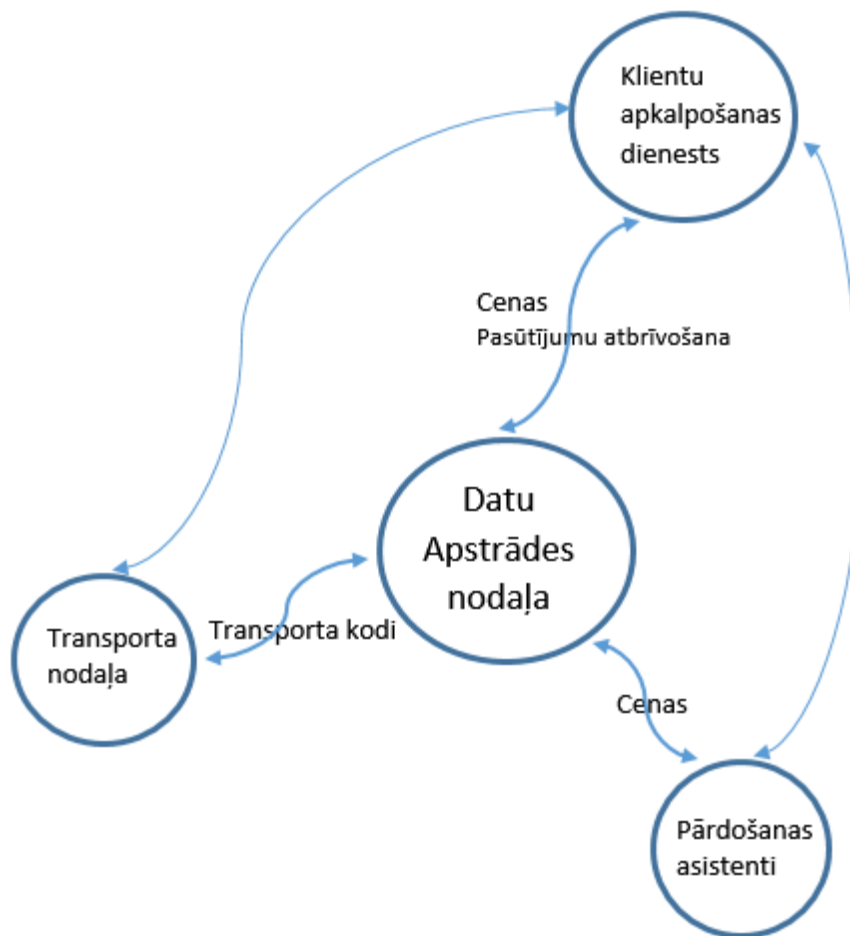 Klientu
apkalpošanas
dienests
Cenas
Pasūtījumu atbrīvošana
Datu
Apstrādes
nodaļa
Transporta kodi
Transporta
nodaļa
Cenas
Pārdošanas
asistenti